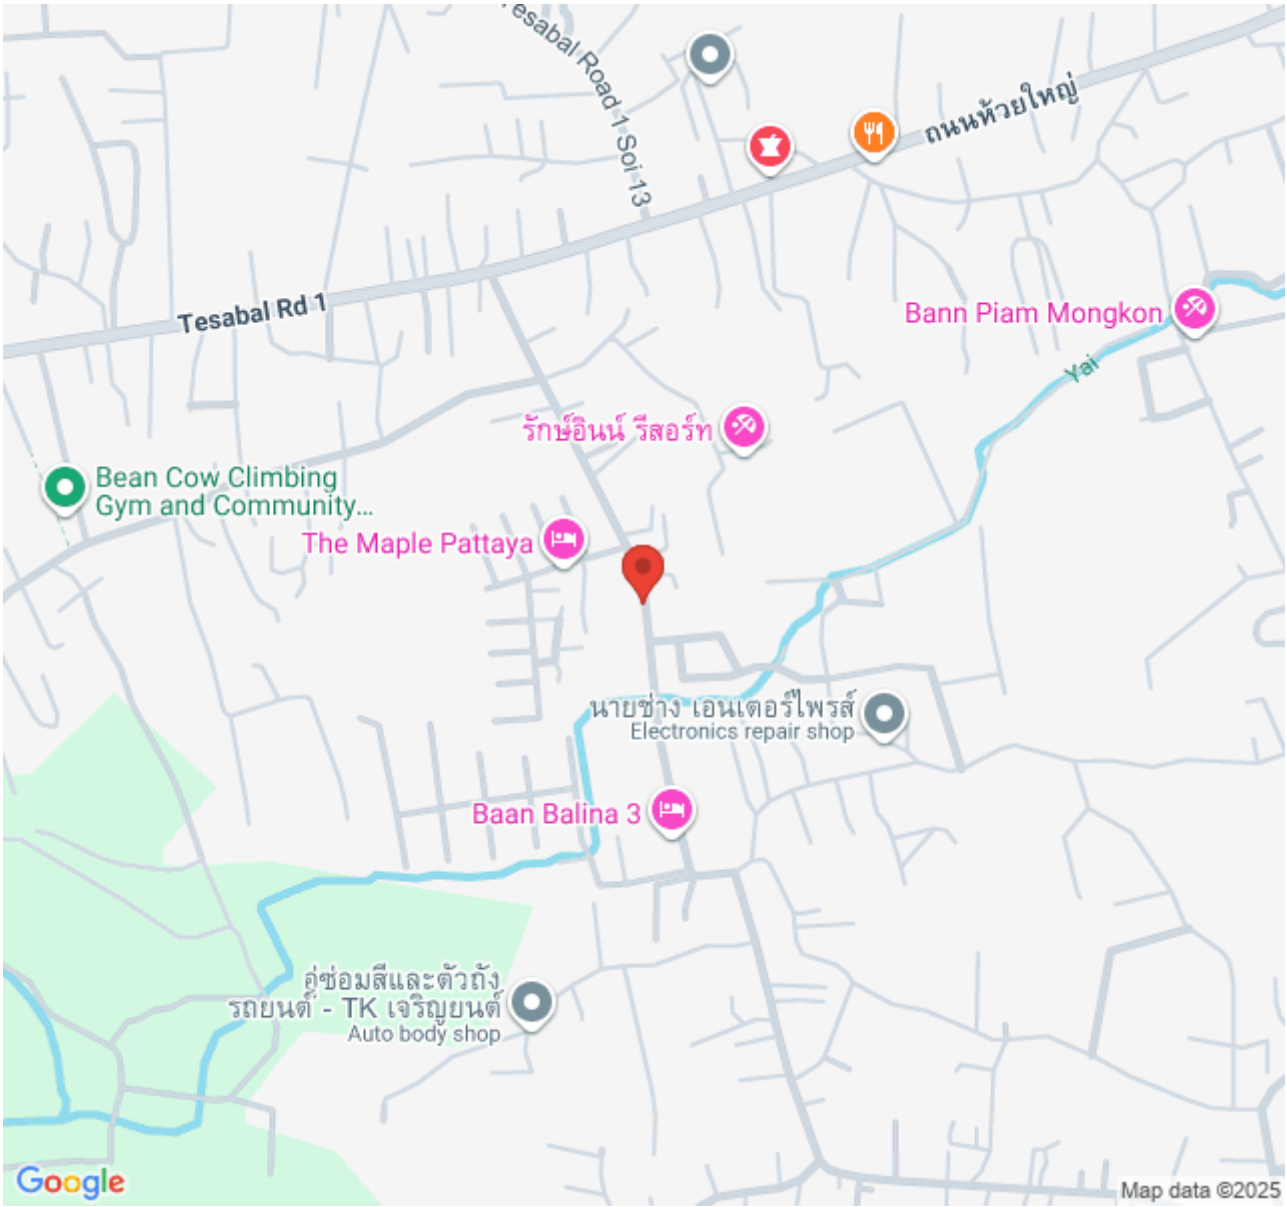 Tesabal Road 1 Soi 13
ถนนห้วยใหญ่
Tesabal Rd 1
Bann Piam Mongkon
Yai
รักษ์อินน์ รีสอร์ท
Bean Cow Climbing
Gym and Community...
The Maple Pattaya
นายช่าง เอนเตอร์ไพรส์
Electronics repair shop
Baan Balina 3
อู่ซ่อมสีและตัวถัง
รถยนต์ - TK เจริญยนต์
Auto body shop
Google
Map data ©2025